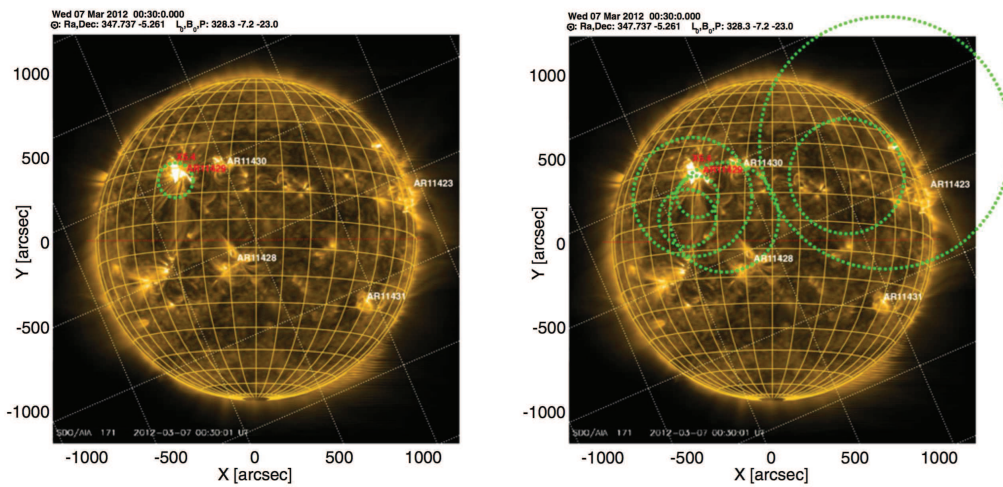 Wed 07 Mar 2012 00:30:0.000
⊙: Ra,Dec: 347.737 -5.261 L0,B0,P: 328.3 -7.2 -23.0
1000
500
0
-500
-1000
Y [arcsec]
AR11430
AR11429
AR11423
AR11428
AR11431
SDO/AIA 171 2012-03-07 00:30:01 UT
-1000 -500 0 500 1000
X [arcsec]
Wed 07 Mar 2012 00:30:0.000
⊙: Ra,Dec: 347.737 -5.261 L0,B0,P: 328.3 -7.2 -23.0
1000
500
0
-500
-1000
Y [arcsec]
AR11430
AR11429
AR11423
AR11428
AR11431
SDO/AIA 171 2012-03-07 00:30:01 UT
-1000 -500 0 500 1000
X [arcsec]